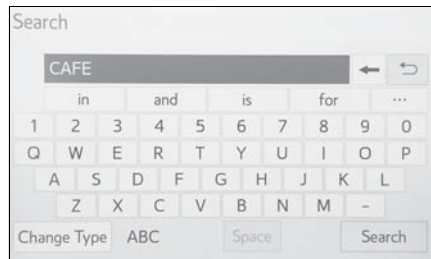 Search
CAFE
in and is for ...
1 2 3 4 5 6 7 8 9 0
Q W E R T Y U I O P
A S D F G H J K L
Z X C V B N M -
Change Type ABC Space Search